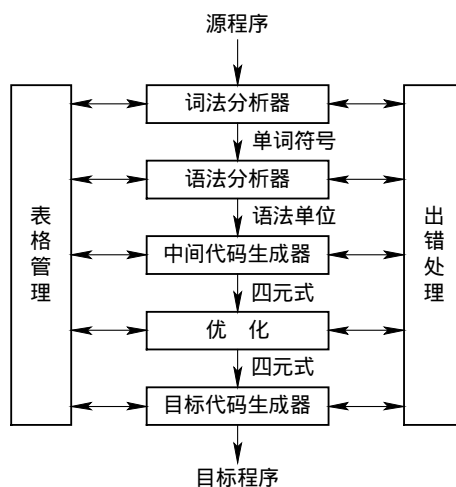 源程序
词法分析器
单词符号
语法分析器
语法单位
中间代码生成器
四元式
优 化
四元式
目标代码生成器
目标程序
表格管理
出错处理